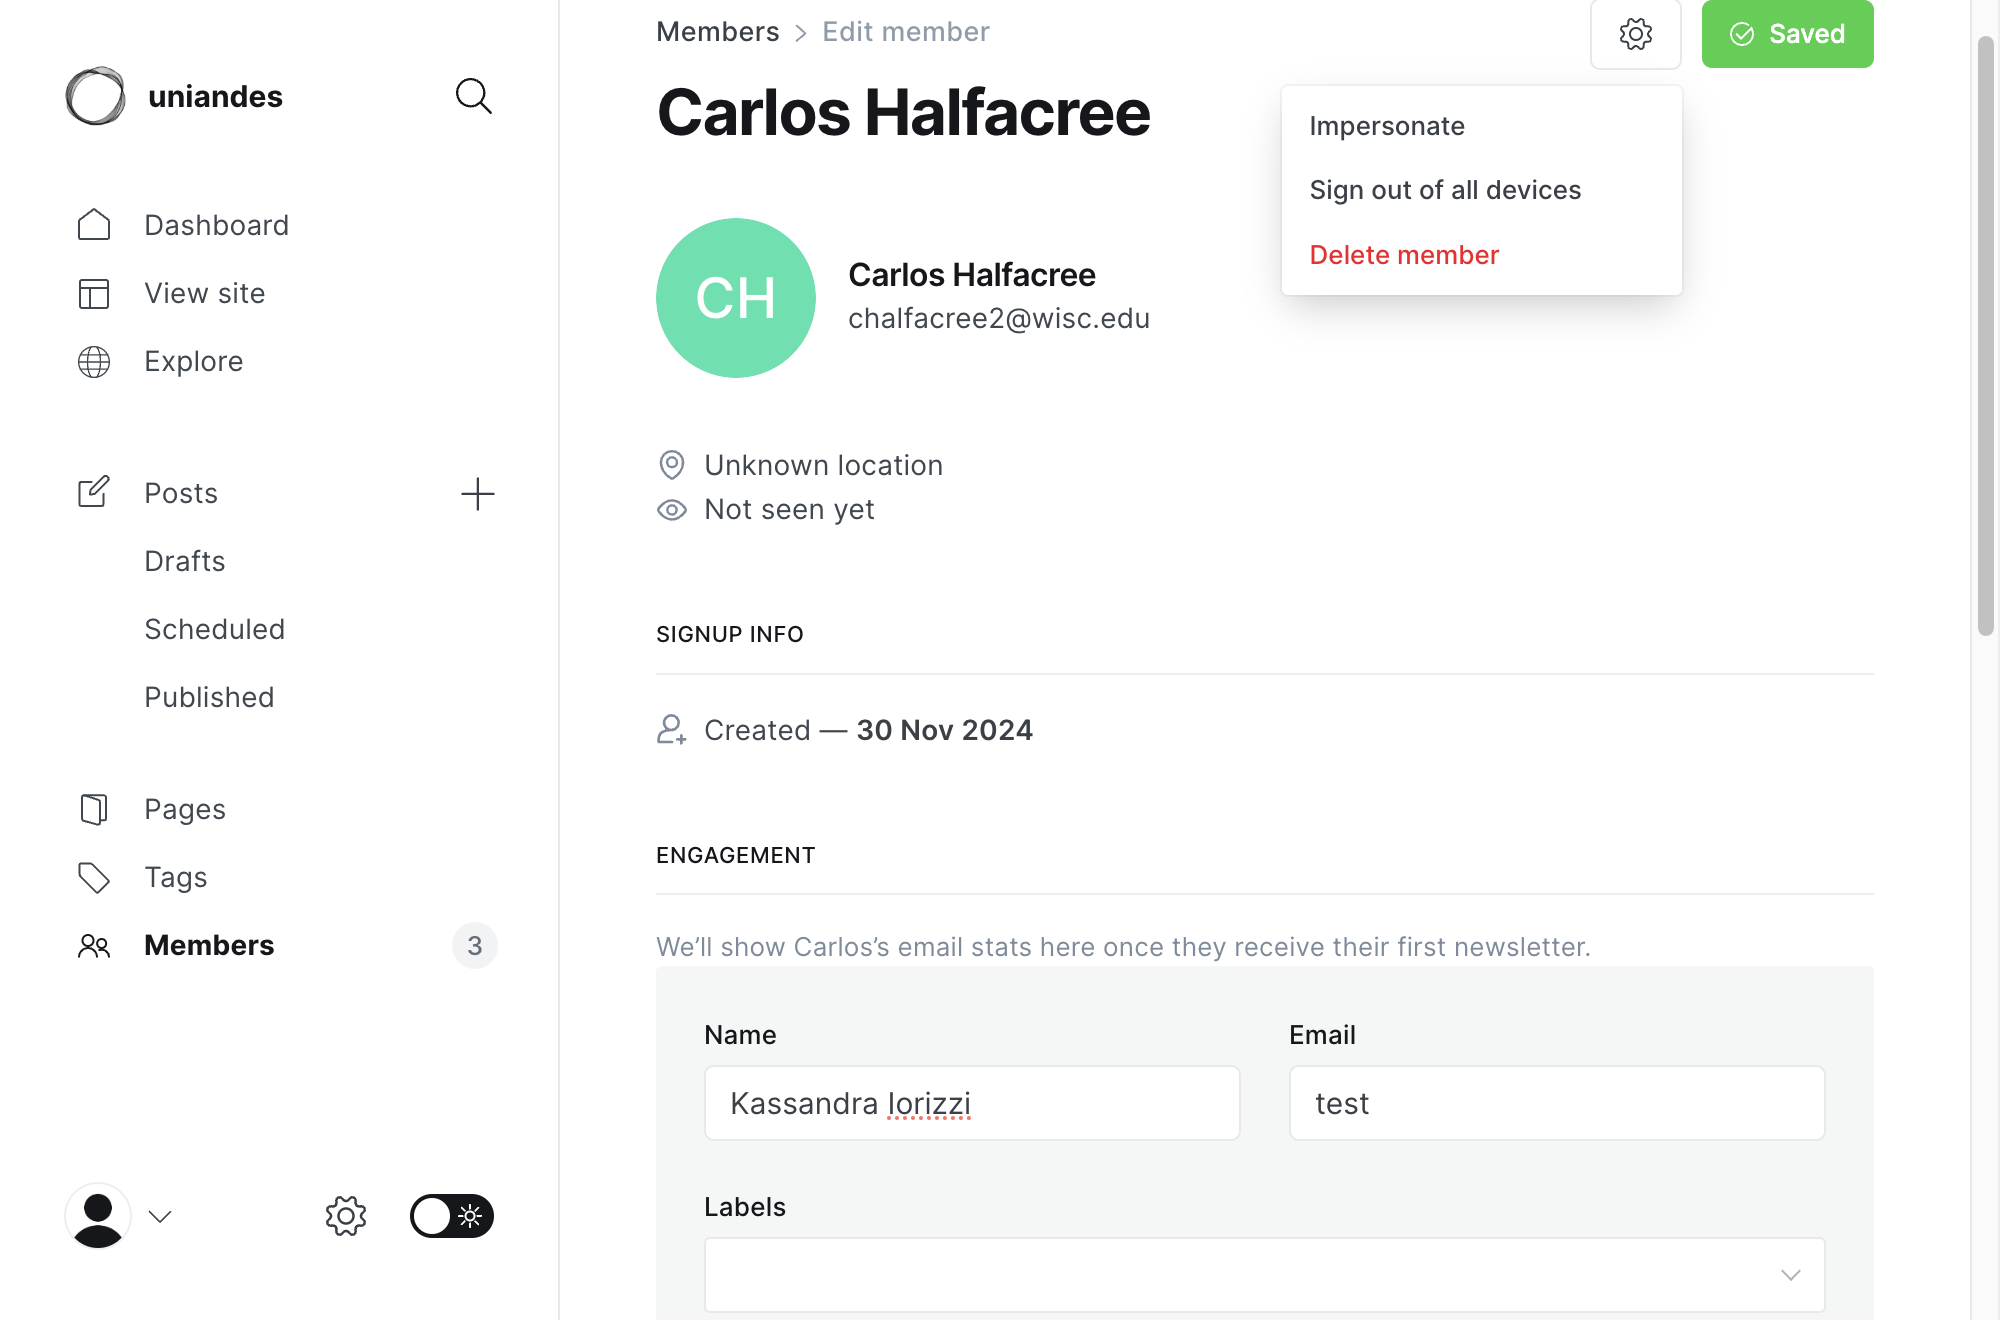 uniandes
Dashboard
View site
Explore
Posts
Drafts
Scheduled
Published
Pages
Tags
Members 3
Members > Edit member
Saved
Carlos Halfacree
Impersonate
Sign out of all devices
Delete member
CH
Carlos Halfacree
chalfacree2@wisc.edu
Unknown location
Not seen yet
SIGNUP INFO
Created — 30 Nov 2024
ENGAGEMENT
We’ll show Carlos’s email stats here once they receive their first newsletter.
Name
Kassandra Iorizzi
Email
test
Labels